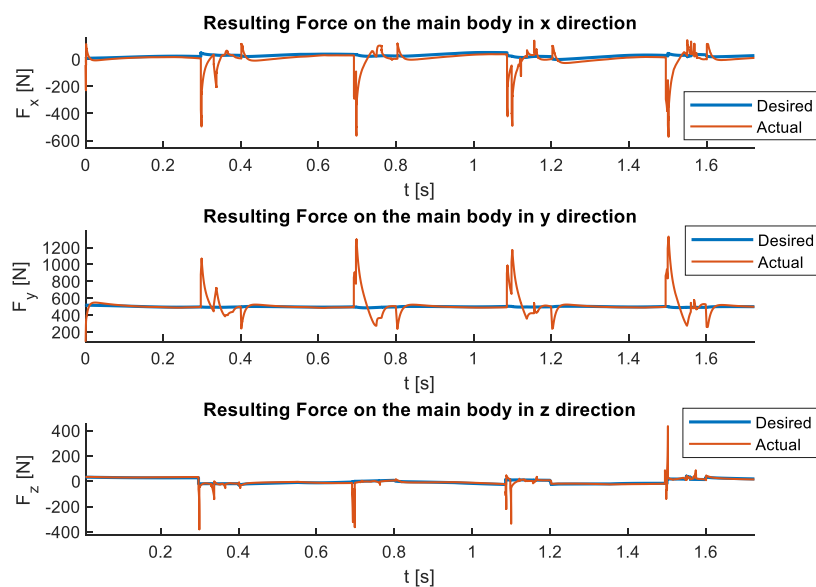 Resulting Force on the main body in x direction
F_x [N]
0
-200
-400
-600
Desired
Actual
0 0.2 0.4 0.6 0.8 1 1.2 1.4 1.6
t [s]
Resulting Force on the main body in y direction
F_y [N]
1200
1000
800
600
400
200
Desired
Actual
0 0.2 0.4 0.6 0.8 1 1.2 1.4 1.6
t [s]
Resulting Force on the main body in z direction
F_z [N]
400
200
0
-200
-400
Desired
Actual
0.2 0.4 0.6 0.8 1 1.2 1.4 1.6
t [s]